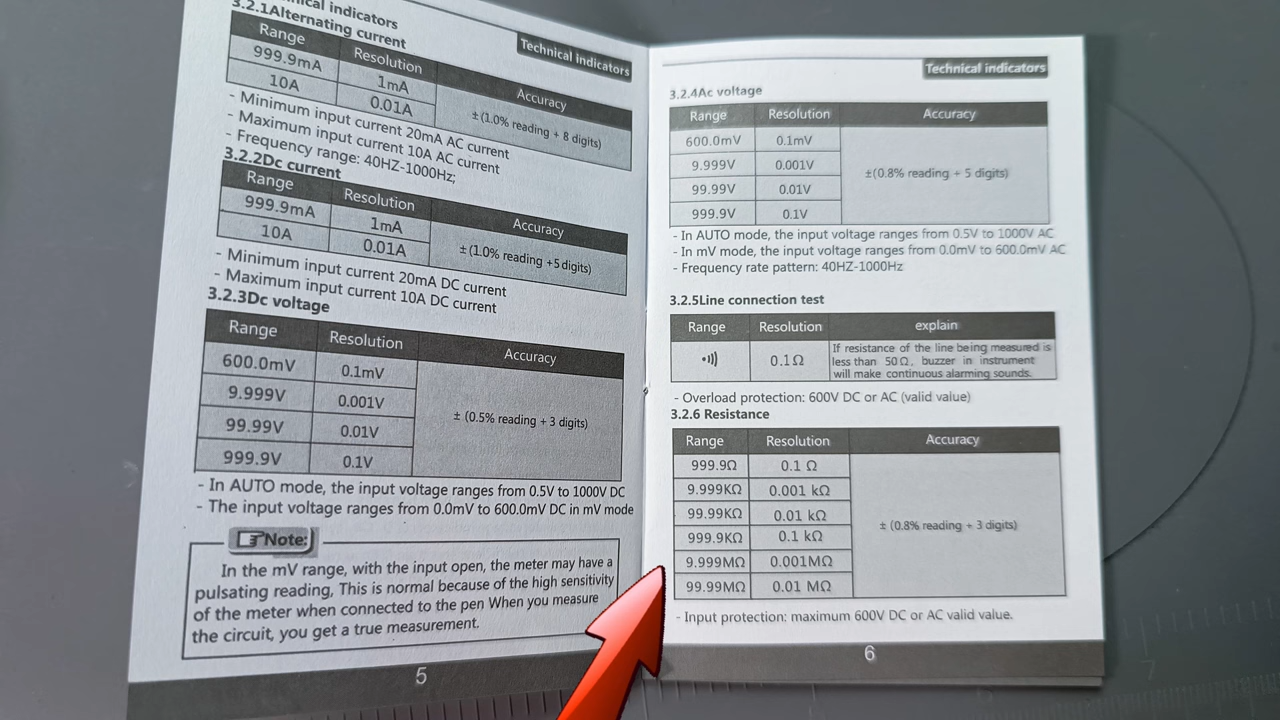 nical indicators
3.2.1Alternating current
Technical indicators
Range Resolution Accuracy
999.9mA 1mA ±(1.0% reading + 8 digits)
10A 0.01A
- Minimum input current 20mA AC current
- Maximum input current 10A AC current
- Frequency range: 40HZ-1000Hz;
3.2.2Dc current
Range Resolution Accuracy
999.9mA 1mA ± (1.0% reading +5 digits)
10A 0.01A
- Minimum input current 20mA DC current
- Maximum input current 10A DC current
3.2.3Dc voltage
Range Resolution Accuracy
600.0mV 0.1mV ± (0.5% reading + 3 digits)
9.999V 0.001V
99.99V 0.01V
999.9V 0.1V
- In AUTO mode, the input voltage ranges from 0.5V to 1000V DC
- The input voltage ranges from 0.0mV to 600.0mV DC in mV mode
Note:
In the mV range, with the input open, the meter may have a
pulsating reading, This is normal because of the high sensitivity
of the meter when connected to the pen When you measure
the circuit, you get a true measurement.
5
Technical indicators
3.2.4Ac voltage
Range Resolution Accuracy
600.0mV 0.1mV ±(0.8% reading + 5 digits)
9.999V 0.001V
99.99V 0.01V
999.9V 0.1V
- In AUTO mode, the input voltage ranges from 0.5V to 1000V AC
- In mV mode, the input voltage ranges from 0.0mV to 600.0mV AC
- Frequency rate pattern: 40HZ-1000Hz
3.2.5Line connection test
Range Resolution explain
0.1Ω If resistance of the line being measured is
less than 50Ω, buzzer in instrument
will make continuous alarming sounds.
- Overload protection: 600V DC or AC (valid value)
3.2.6 Resistance
Range Resolution Accuracy
999.9Ω 0.1 Ω ± (0.8% reading + 3 digits)
9.999KΩ 0.001 kΩ
99.99KΩ 0.01 kΩ
999.9KΩ 0.1 kΩ
9.999MΩ 0.001MΩ
99.99MΩ 0.01 MΩ
- Input protection: maximum 600V DC or AC valid value.
6